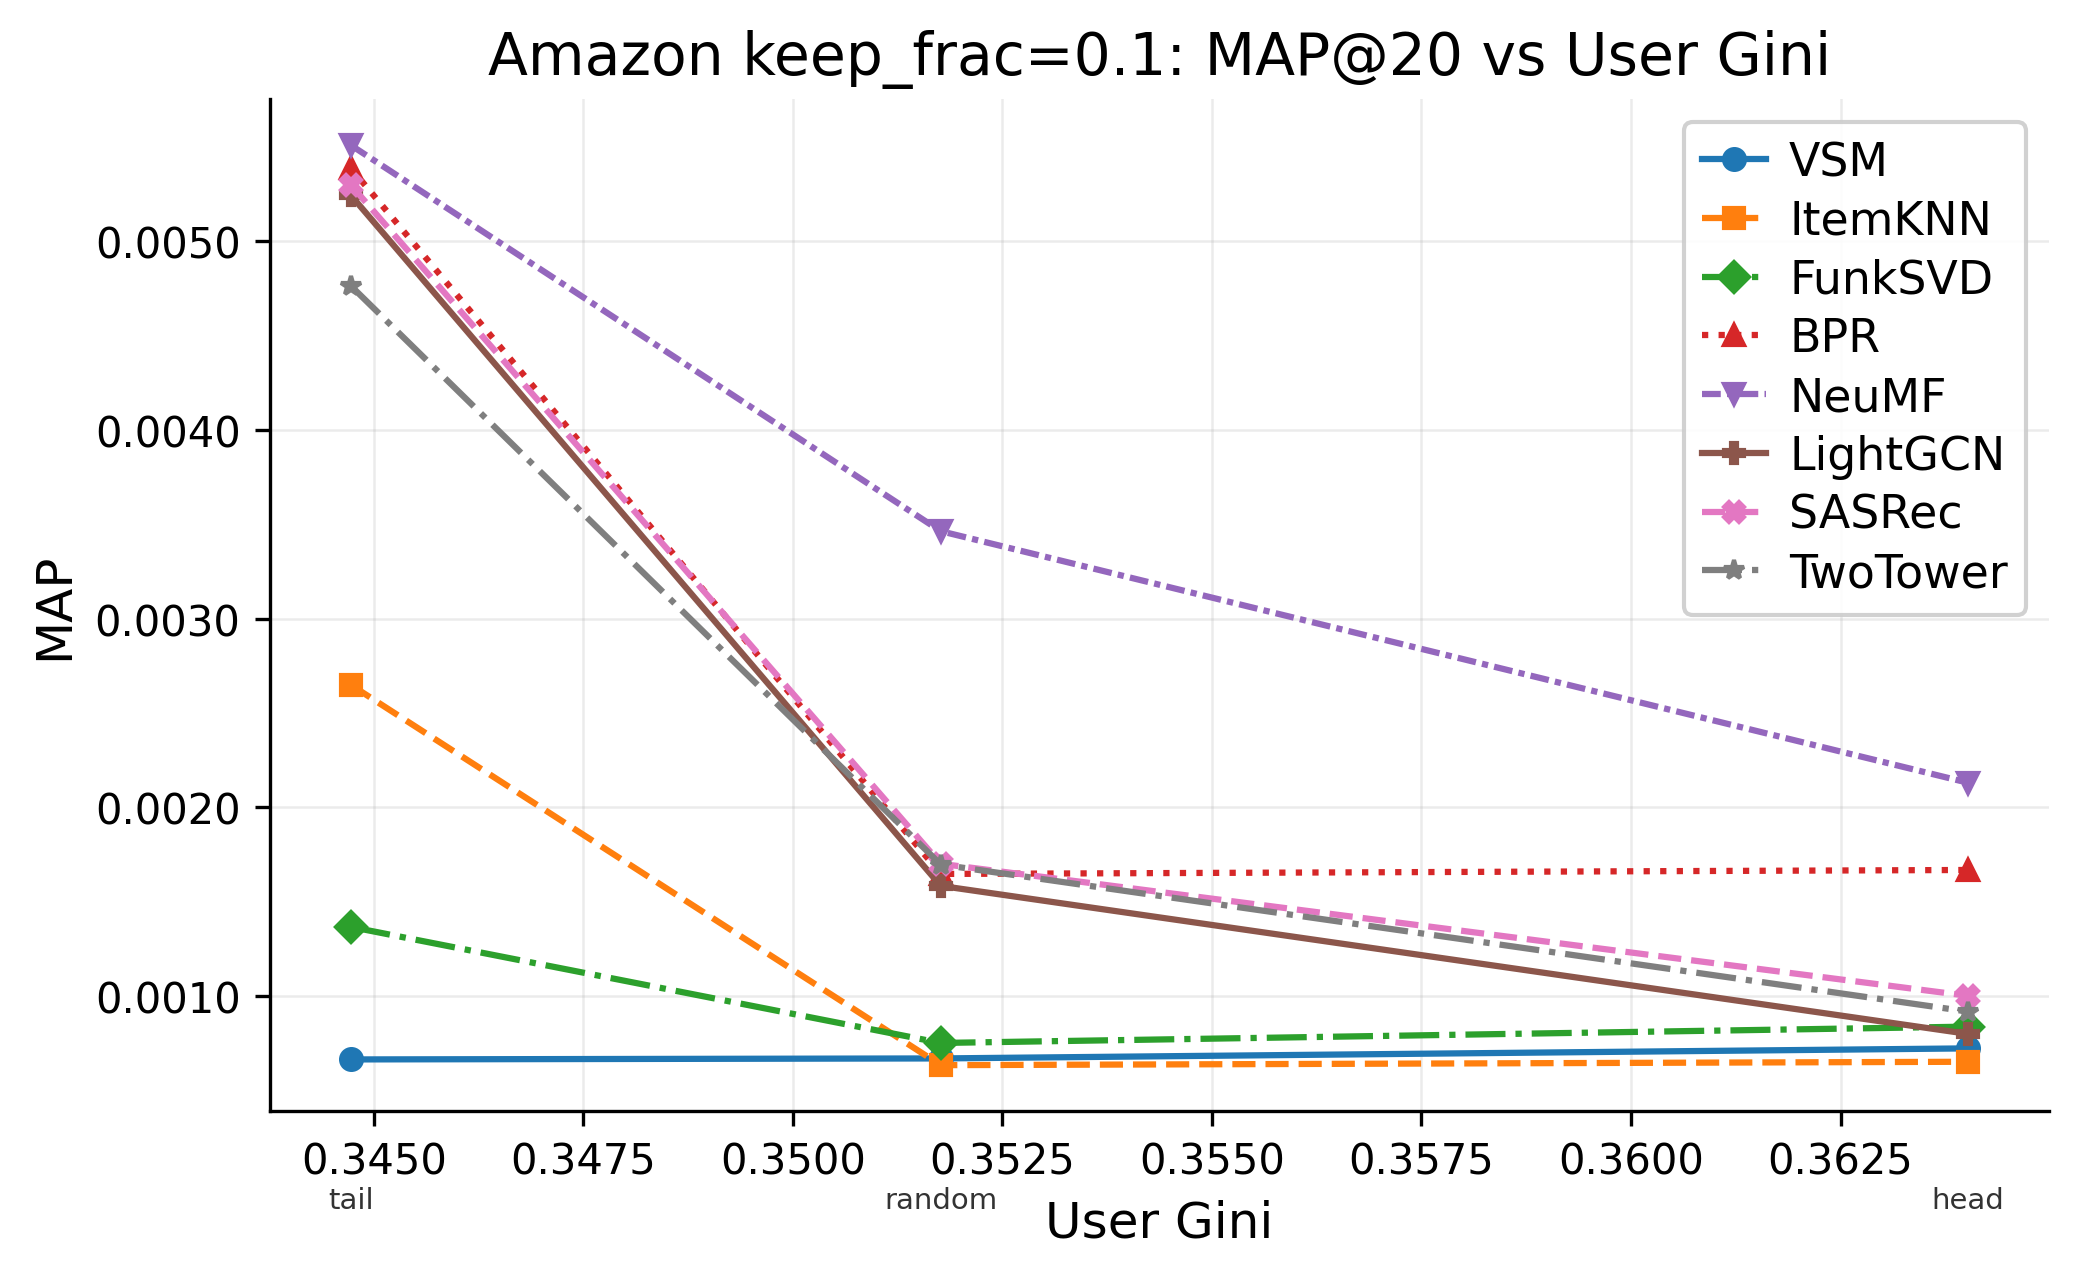 Amazon keep_frac=0.1: MAP@20 vs User Gini
VSM
ItemKNN
FunkSVD
BPR
NeuMF
LightGCN
SASRec
TwoTower
MAP
0.0050
0.0040
0.0030
0.0020
0.0010
0.3450 0.3475 0.3500 0.3525 0.3550 0.3575 0.3600 0.3625
tail random head
User Gini